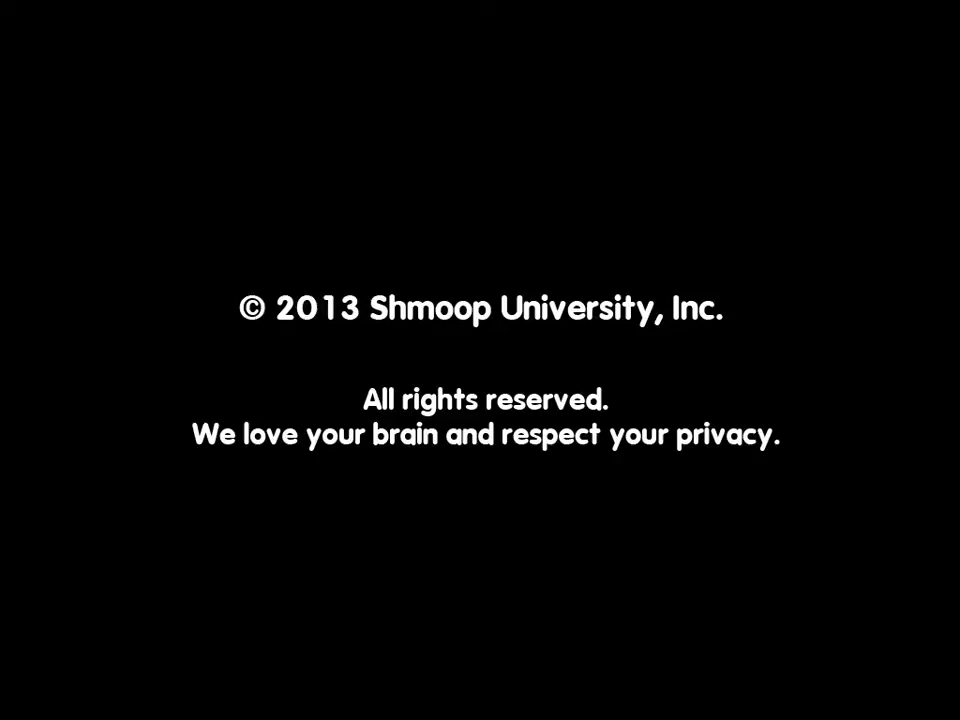 © 2013 Shmoop University, Inc.
All rights reserved.
We love your brain and respect your privacy.